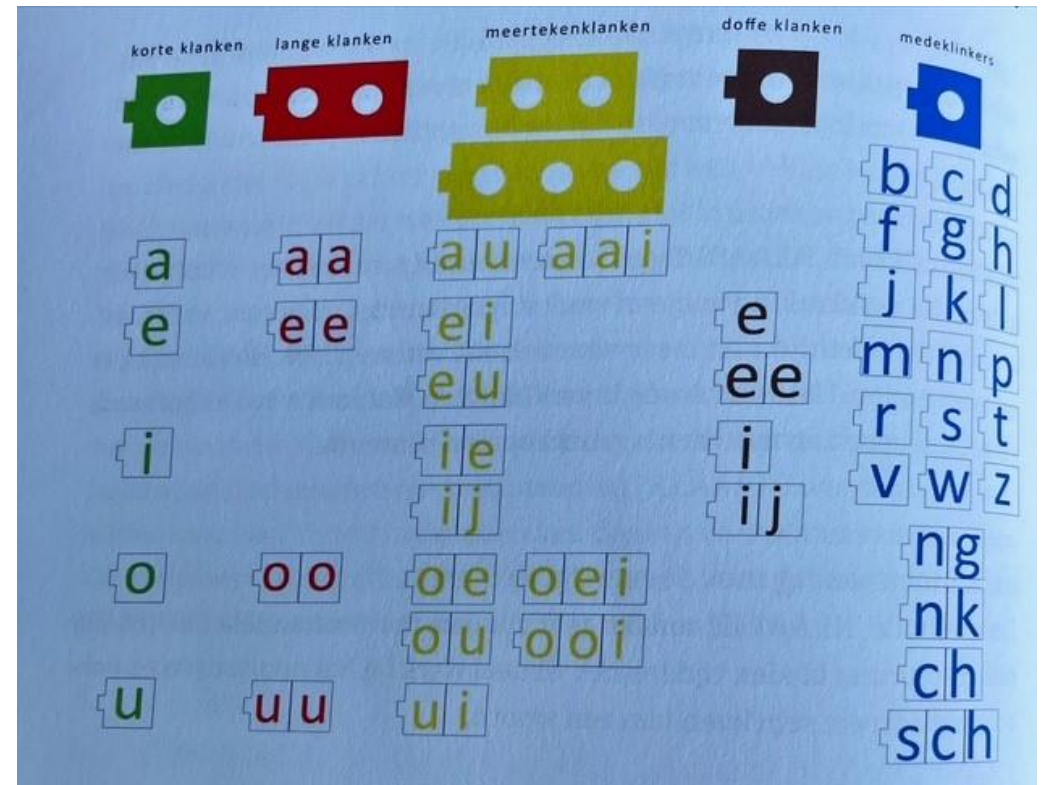 korte klanken lange klanken meertekenklanken doffe klanken medeklinkers
b c d
f g h
a aa au aai
j k l
e ee ei e
m n p
eu ee
r s t
i ie i
v w z
ij ij
ng
o oo oe oei
nk
ou ooi
ch
u uu ui
sch